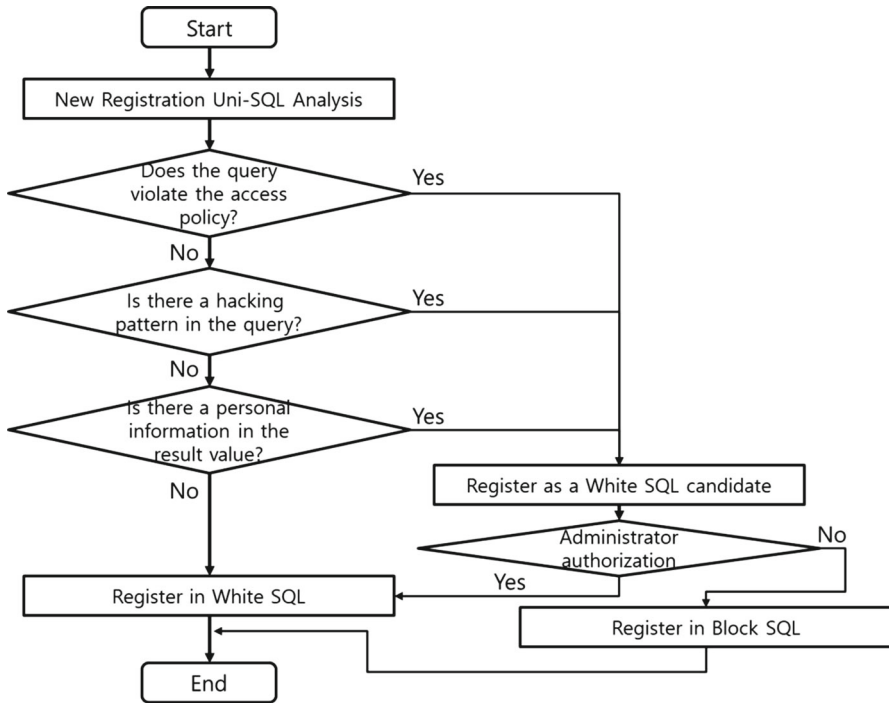 Start
New Registration Uni-SQL Analysis
Does the query
violate the access
policy?
Yes
No
Is there a hacking
pattern in the query?
Yes
No
Is there a personal
information in the
result value?
Yes
No
Register as a White SQL candidate
Administrator
authorization
No
Yes
Register in White SQL
Register in Block SQL
End